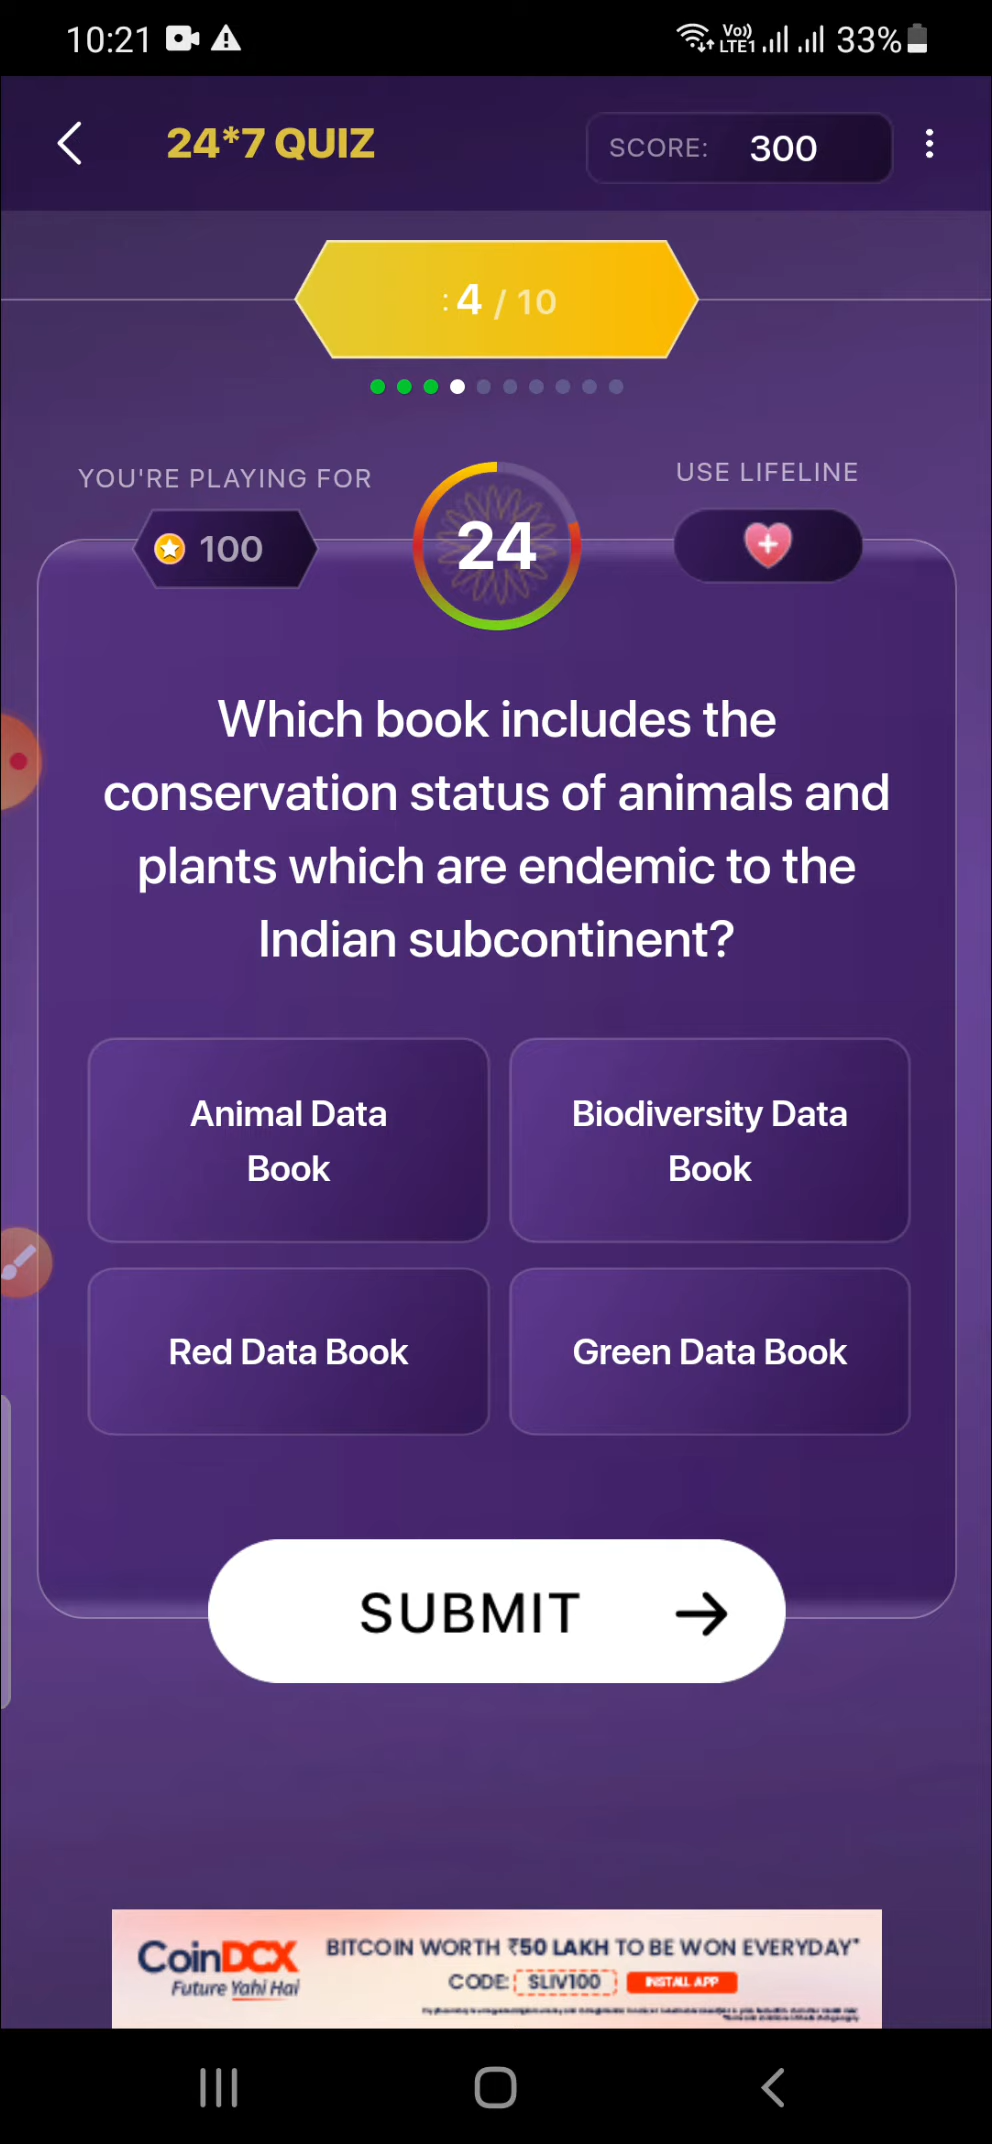 10:21
Vo)) LTE1 33%
24*7 QUIZ
SCORE: 300
: 4 / 10
YOU'RE PLAYING FOR
USE LIFELINE
100
24
Which book includes the
conservation status of animals and
plants which are endemic to the
Indian subcontinent?
Animal Data
Book
Biodiversity Data
Book
Red Data Book
Green Data Book
SUBMIT
CoinDCX
Future Yahi Hai
BITCOIN WORTH ₹50 LAKH TO BE WON EVERYDAY*
CODE: SLIV100
INSTALL APP